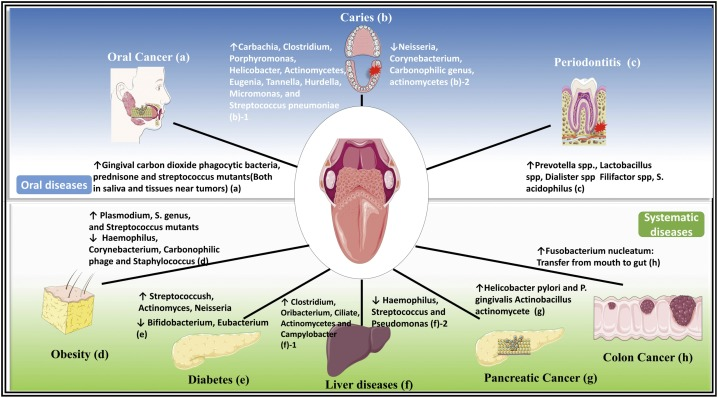 Caries (b)
Oral Cancer (a)
↑Carbachia, Clostridium,
Porphyromonas,
Helicobacter, Actinomycetes,
Eugenia, Tannella, Hurdella,
Micromonas, and
Streptococcus pneumoniae
(b)-1
↓Neisseria,
Corynebacterium,
Carbonophilic genus,
actinomycetes (b)-2
Periodontitis (c)
↑Gingival carbon dioxide phagocytic bacteria,
prednisone and streptococcus mutants(Both
in saliva and tissues near tumors) (a)
↑Prevotella spp., Lactobacillus
spp, Dialister spp Filifactor spp, S.
acidophilus (c)
Oral diseases
Systematic
diseases
↑ Plasmodium, S. genus,
and Streptococcus mutants
↓ Haemophilus,
Corynebacterium, Carbonophilic
phage and Staphylococcus (d)
↑Fusobacterium nucleatum:
Transfer from mouth to gut (h)
↑ Streptococcush,
Actinomyces, Neisseria
↓ Bifidobacterium, Eubacterium
(e)
↑ Clostridium,
Oribacterium, Ciliate,
Actinomycetes and
Campylobacter
(f)-1
↓ Haemophilus,
Streptococcus and
Pseudomonas (f)-2
↑Helicobacter pylori and P.
gingivalis Actinobacillus
actinomycete (g)
Obesity (d)
Diabetes (e)
Liver diseases (f)
Pancreatic Cancer (g)
Colon Cancer (h)